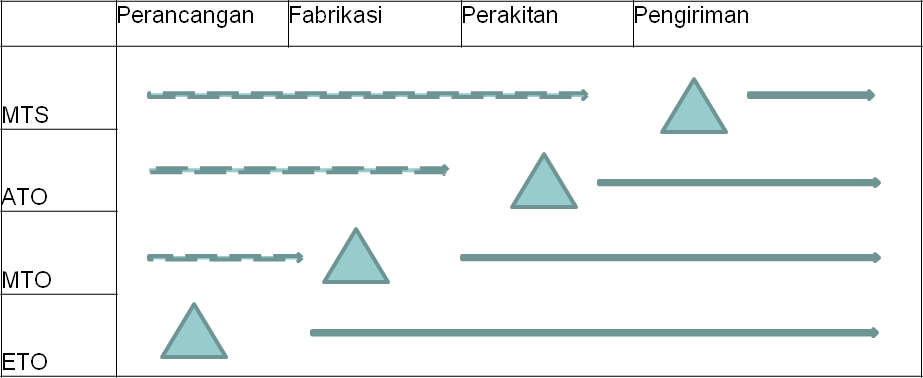 Perancangan Fabrikasi Perakitan Pengiriman
MTS
ATO
MTO
ETO